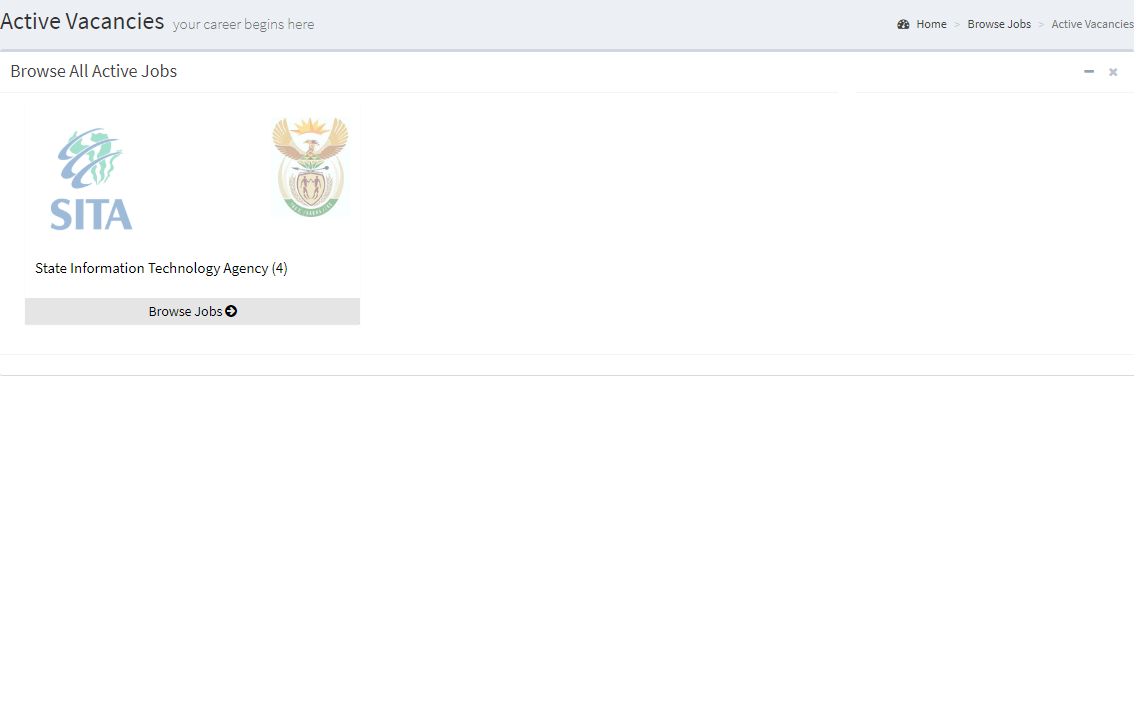 Active Vacancies your career begins here
Home > Browse Jobs > Active Vacancies
Browse All Active Jobs
SITA
State Information Technology Agency (4)
Browse Jobs